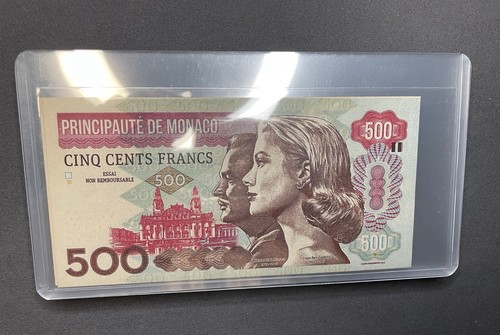 PRINCIPAUTÉ DE MONACO
500
CINQ CENTS FRANCS
ESSAI
NON REMBOURSABLE
500
500
500